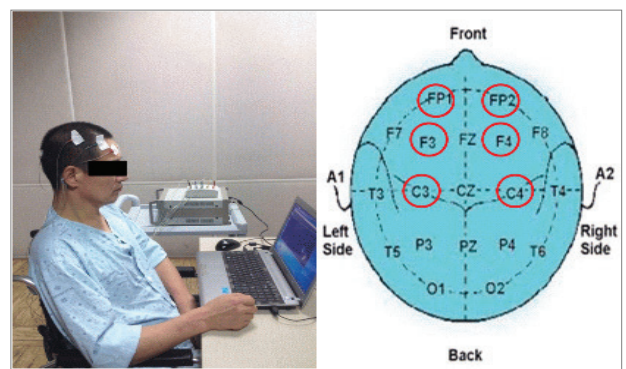 Front
FP1 FP2
F7 F3 FZ F4 F8
A1 A2
T3 C3 CZ C4 T4
Left Side Right Side
T5 P3 PZ P4 T6
O1 O2
Back